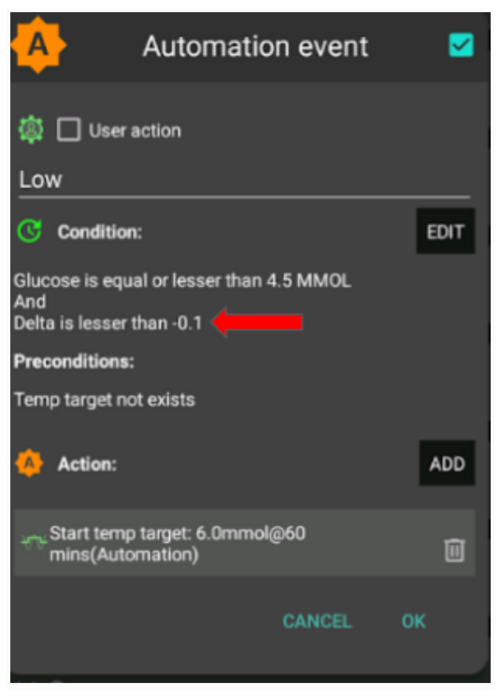 A
Automation event
User action
Low
Condition:
EDIT
Glucose is equal or lesser than 4.5 MMOL
And
Delta is lesser than -0.1
Preconditions:
Temp target not exists
A
Action:
ADD
Start temp target: 6.0mmol@60
mins(Automation)
CANCEL
OK